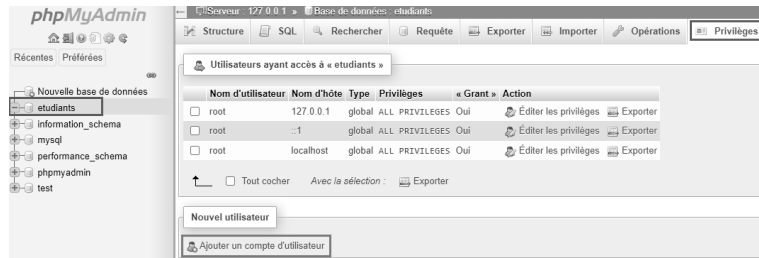 phpMyAdmin
Récentes Préférées
Nouvelle base de données
etudiants
information_schema
mysql
performance_schema
phpmyadmin
test
Serveur : 127.0.0.1 » Base de données : etudiants
Structure SQL Rechercher Requête Exporter Importer Opérations Privilèges
Utilisateurs ayant accès à « etudiants »
Nom d'utilisateur Nom d'hôte Type Privilèges « Grant » Action
root 127.0.0.1 global ALL PRIVILEGES Oui Éditer les privilèges Exporter
root ::1 global ALL PRIVILEGES Oui Éditer les privilèges Exporter
root localhost global ALL PRIVILEGES Oui Éditer les privilèges Exporter
Tout cocher Avec la sélection : Exporter
Nouvel utilisateur
Ajouter un compte d'utilisateur